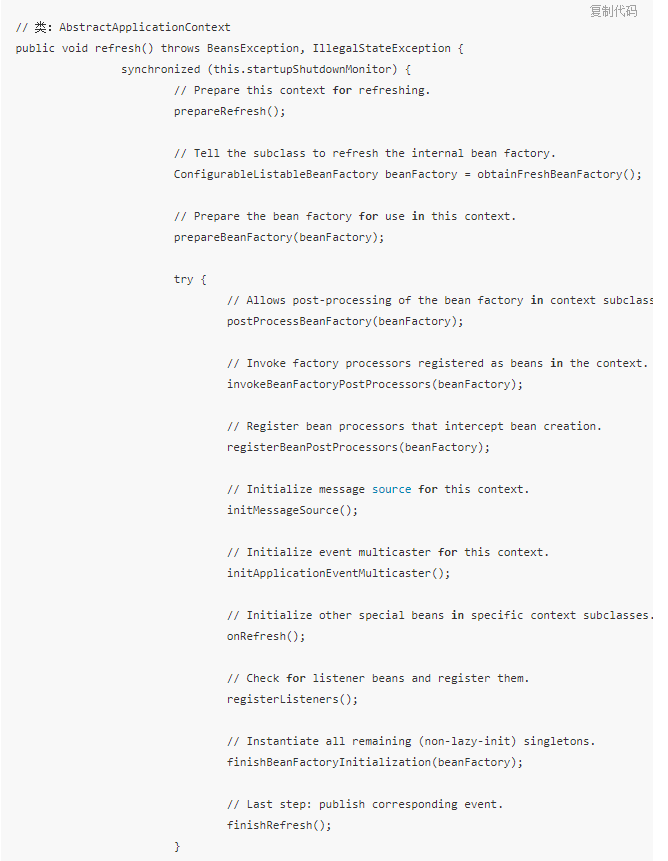 复制代码
// 类：AbstractApplicationContext
public void refresh() throws BeansException, IllegalStateException {
synchronized (this.startupShutdownMonitor) {
// Prepare this context for refreshing.
prepareRefresh();
// Tell the subclass to refresh the internal bean factory.
ConfigurableListableBeanFactory beanFactory = obtainFreshBeanFactory();
// Prepare the bean factory for use in this context.
prepareBeanFactory(beanFactory);
try {
// Allows post-processing of the bean factory in context subclass
postProcessBeanFactory(beanFactory);
// Invoke factory processors registered as beans in the context.
invokeBeanFactoryPostProcessors(beanFactory);
// Register bean processors that intercept bean creation.
registerBeanPostProcessors(beanFactory);
// Initialize message source for this context.
initMessageSource();
// Initialize event multicaster for this context.
initApplicationEventMulticaster();
// Initialize other special beans in specific context subclasses.
onRefresh();
// Check for listener beans and register them.
registerListeners();
// Instantiate all remaining (non-lazy-init) singletons.
finishBeanFactoryInitialization(beanFactory);
// Last step: publish corresponding event.
finishRefresh();
}